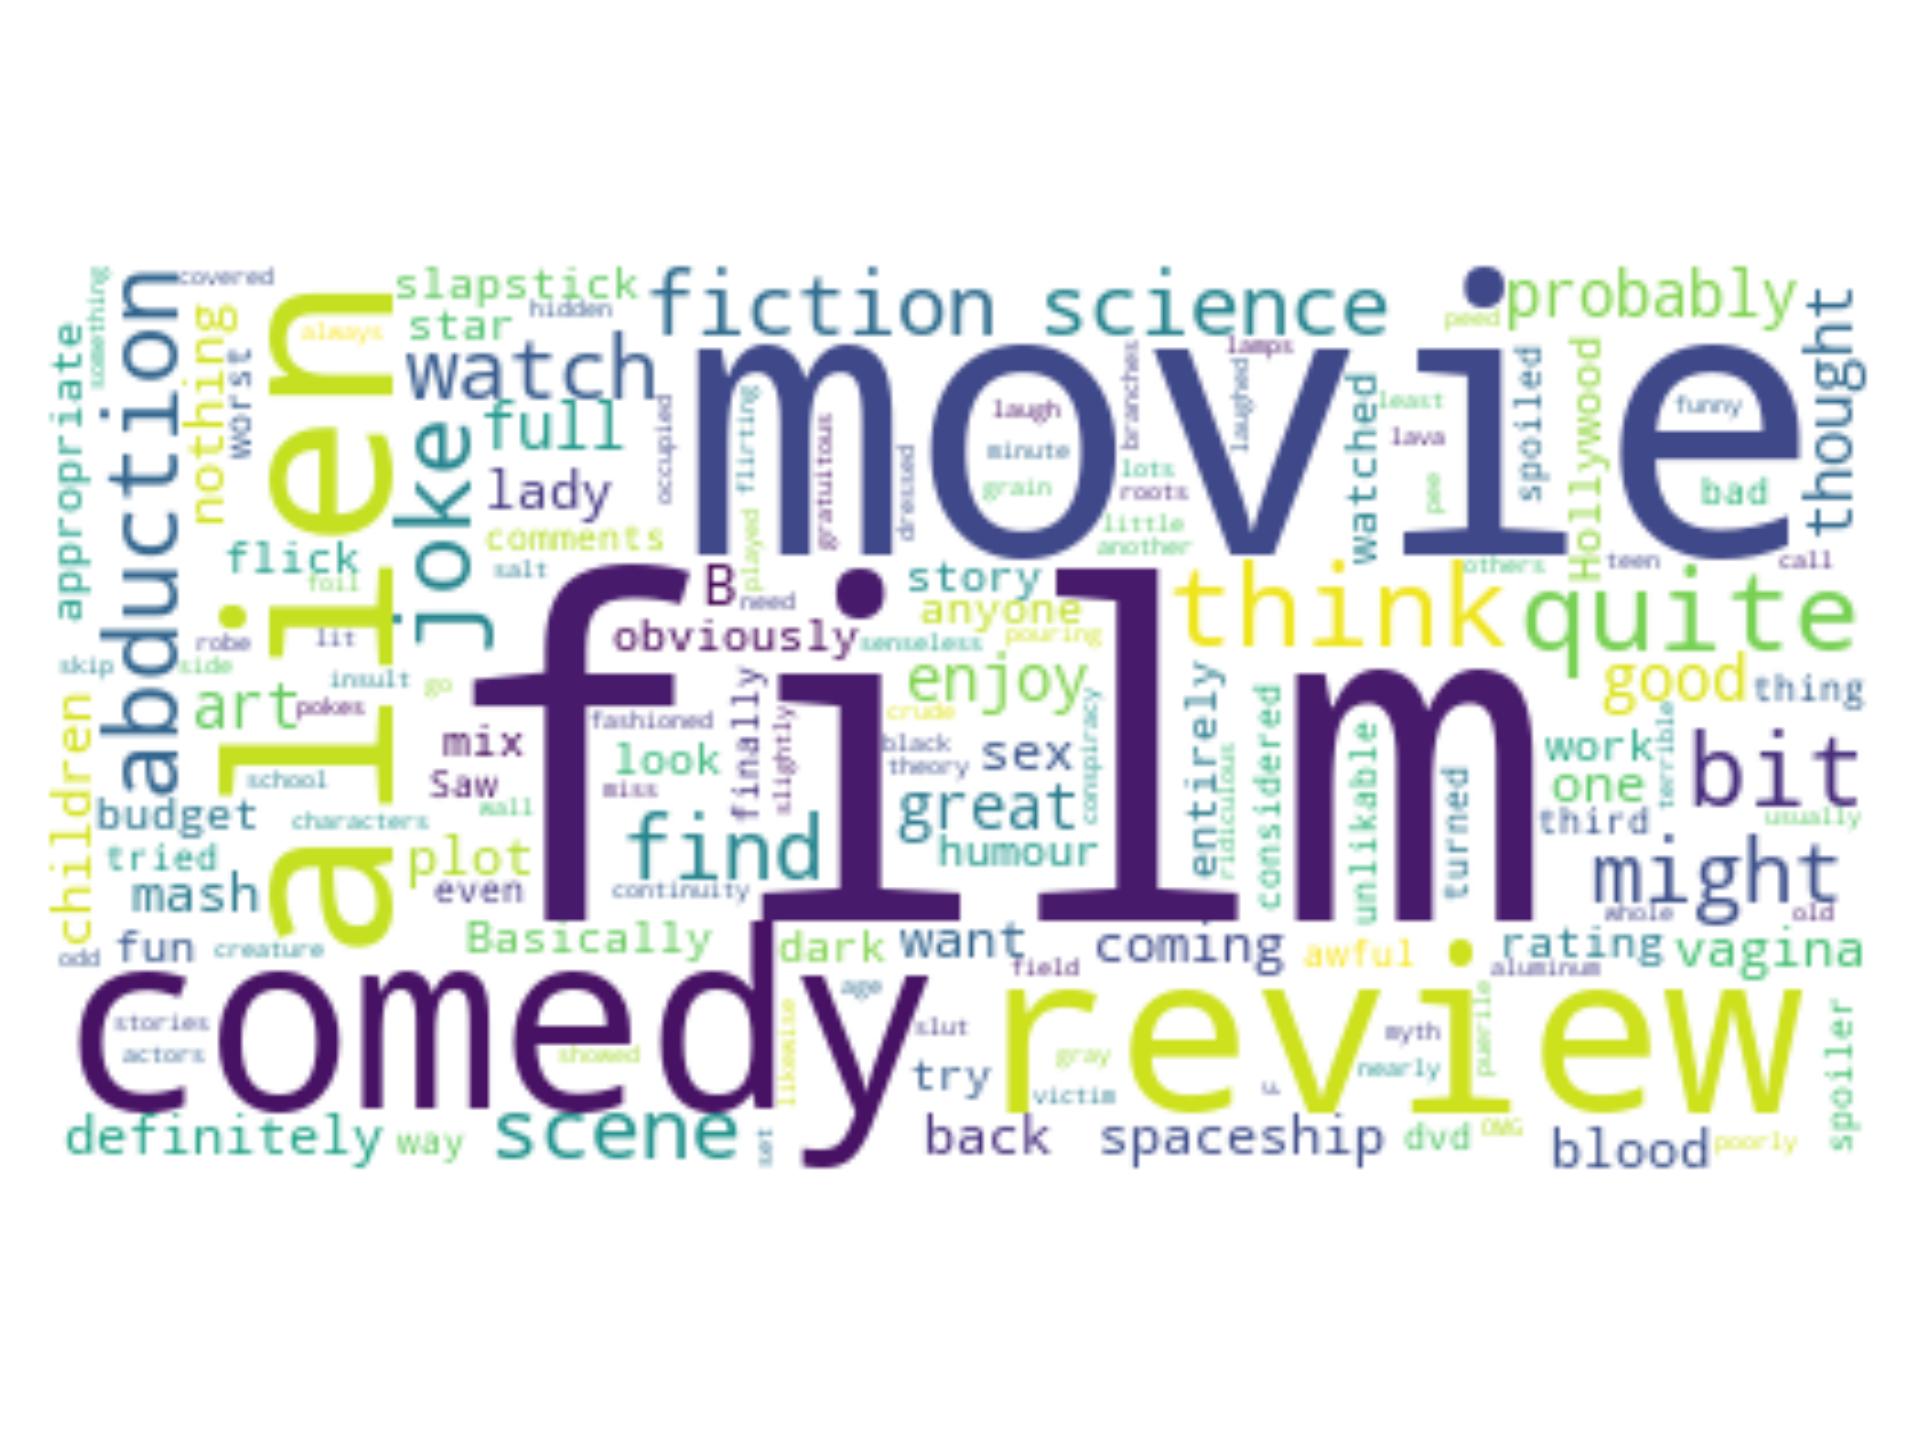 something
covered
slapstick
hidden
fiction science
probably
peed
appropriate
abduction
nothing
worst
alien
always
star
watch
movie
branches
lamps
laughed
thought
full
joke
lady
occupied
flirting
gratuitous
dressed
laugh
minute
grain
lots
roots
little
another
watched
least
lava
pee
spoiled
Hollywood
funny
bad
comments
flick
foil
salt
played
B
need
story
anyone
pouring
think
others
teen
call
quite
robe
lit
obviously
senseless
skip
side
insult
go
art
pokes
film
enjoy
good
thing
children
fashioned
finally
slightly
crude
black
theory
conspiracy
sex
entirely
ridiculous
considered
unlikable
turned
terrible
work
one
bit
mix
Saw
look
miss
school
wall
budget
characters
great
find
humour
third
usually
tried
mash
plot
even
continuity
might
whole
old
odd
fun
creature
Basically
dark
want
coming
field
awful
rating
aluminum
vagina
comedy
stories
actors
showed
likewise
age
slut
review
gray
myth
nearly
puerile
spoiler
try
victim
definitely
way
scene
set
back
spaceship
dvd
OMG
blood
poorly